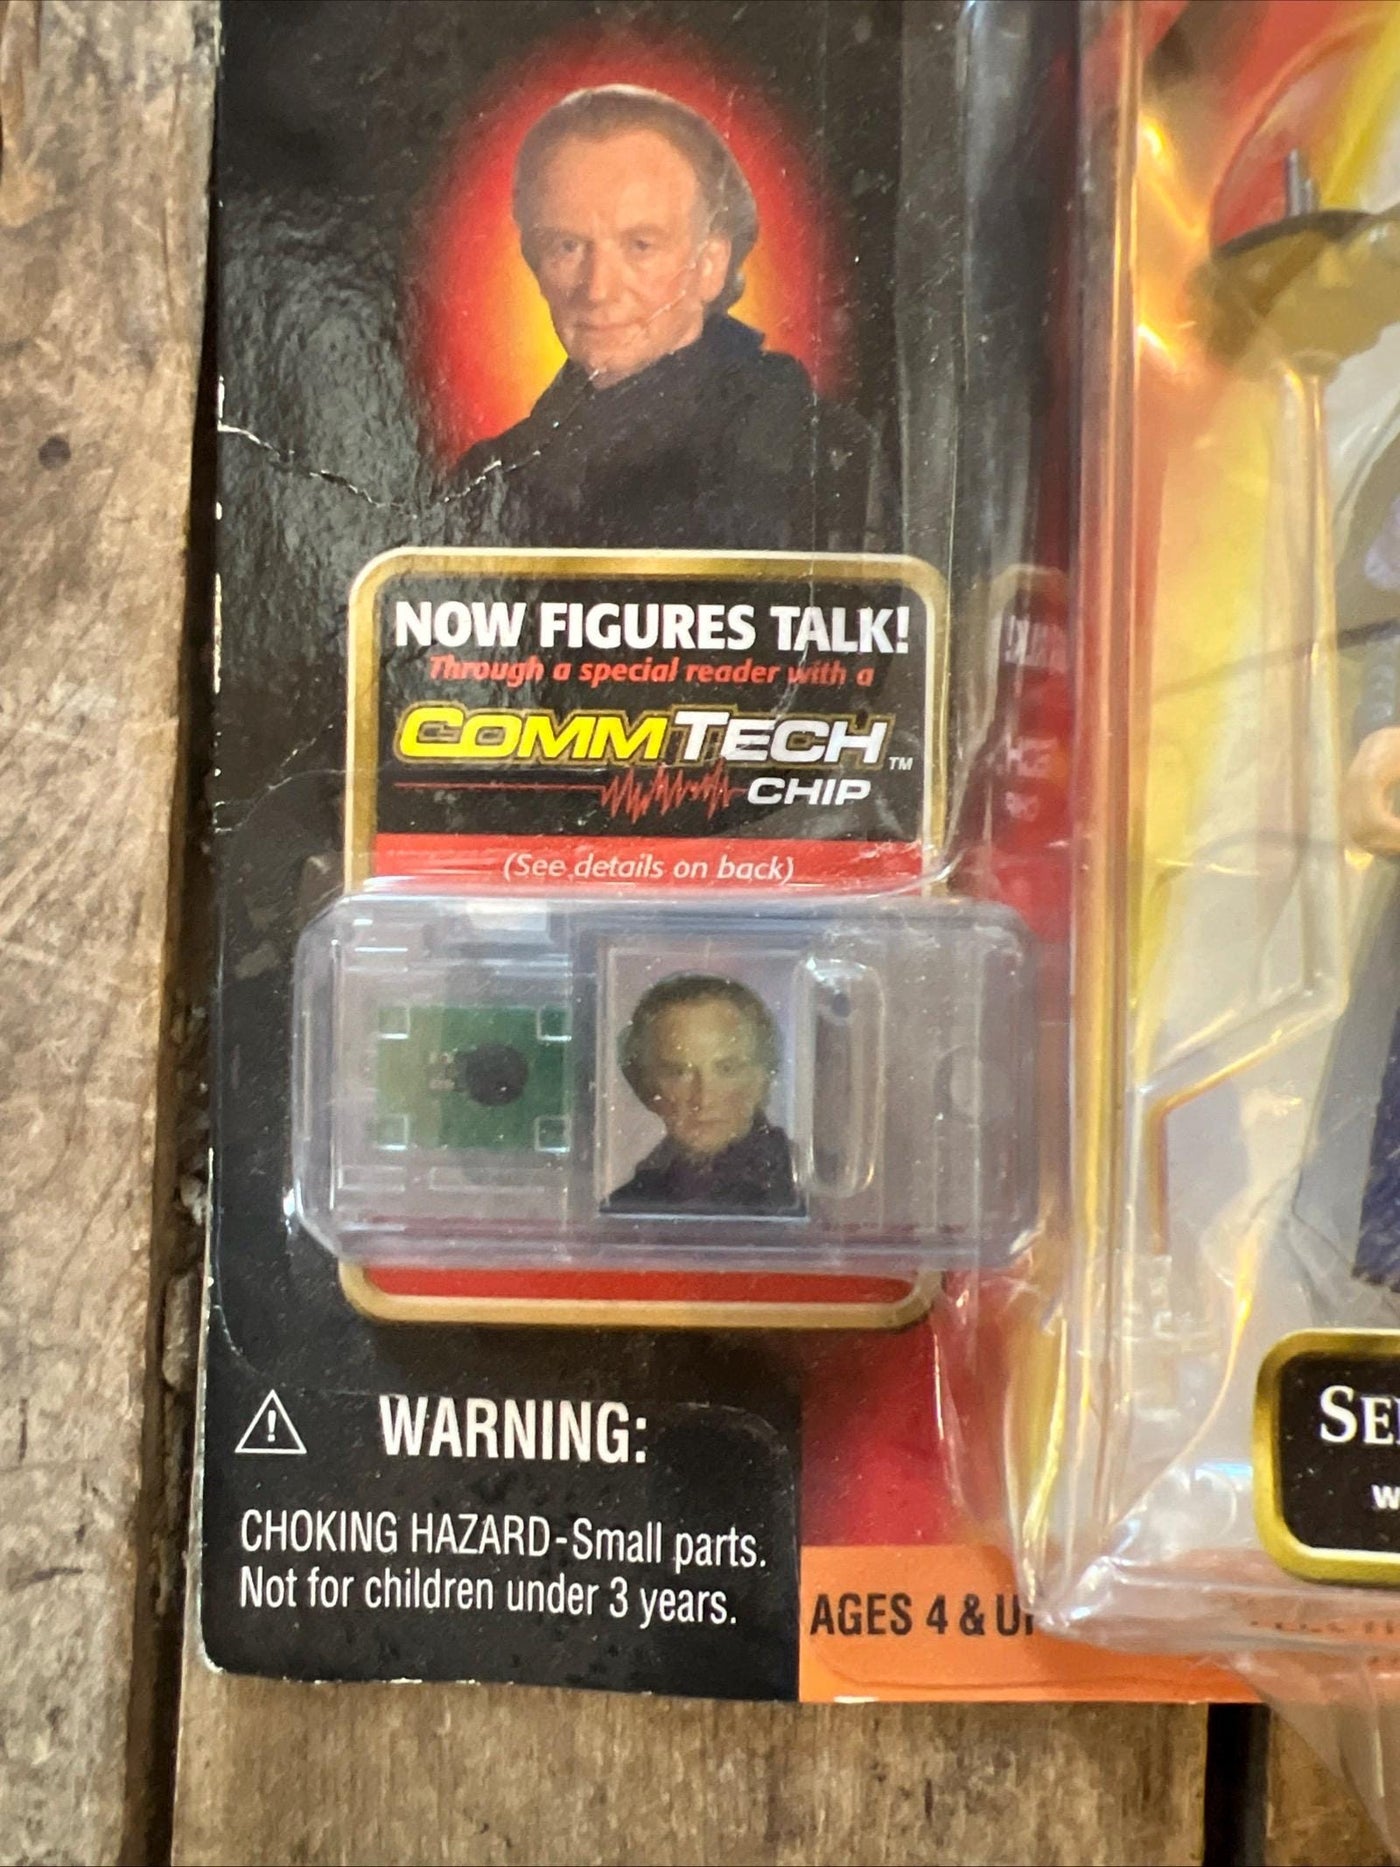 NOW FIGURES TALK!
Through a special reader with a
COMMTECH™
CHIP
(See details on back)
WARNING:
CHOKING HAZARD-Small parts.
Not for children under 3 years.
AGES 4 &